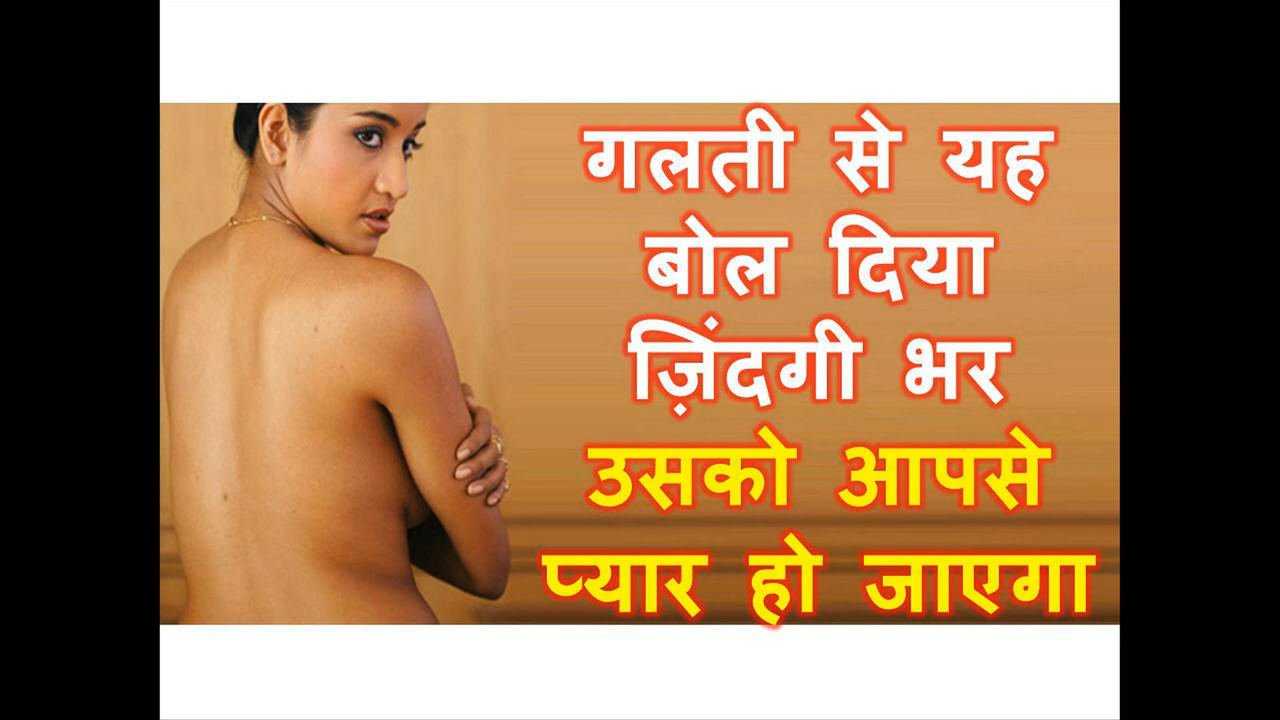 गलती से यह
बोल दिया
ज़िंदगी भर
उसको आपसे
प्यार हो जाएगा